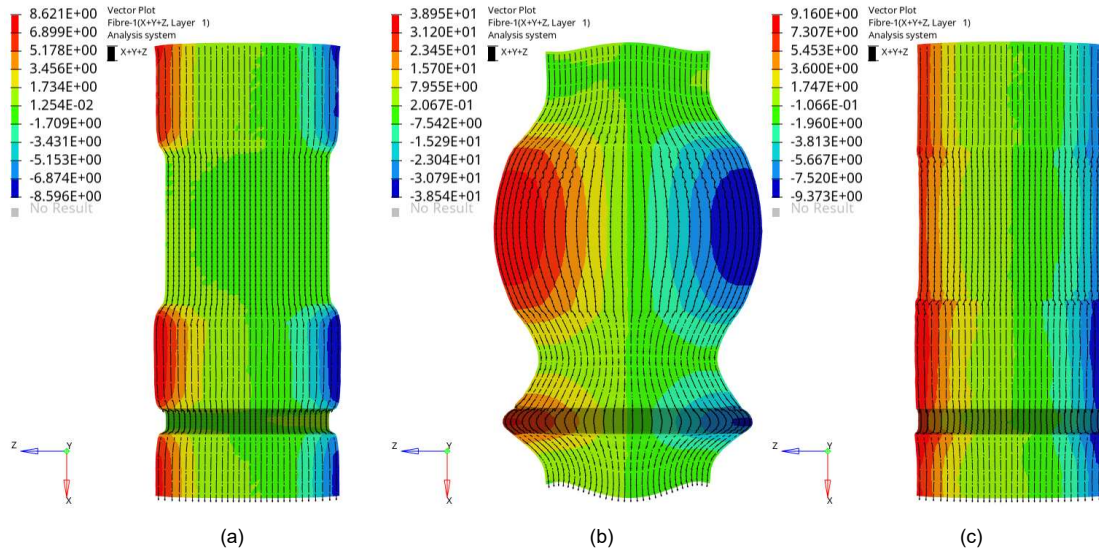 8.621E+00
6.899E+00
5.178E+00
3.456E+00
1.734E+00
1.254E-02
-1.709E+00
-3.431E+00
-5.153E+00
-6.874E+00
-8.596E+00
No Result
Vector Plot
Fibre-1(X+Y+Z, Layer 1)
Analysis system
X+Y+Z
Z
Y
X
(a)
3.895E+01
3.120E+01
2.345E+01
1.570E+01
7.955E+00
2.067E-01
-7.542E+00
-1.529E+01
-2.304E+01
-3.079E+01
-3.854E+01
No Result
Vector Plot
Fibre-1(X+Y+Z, Layer 1)
Analysis system
X+Y+Z
Z
Y
X
(b)
9.160E+00
7.307E+00
5.453E+00
3.600E+00
1.747E+00
-1.066E-01
-1.960E+00
-3.813E+00
-5.667E+00
-7.520E+00
-9.373E+00
No Result
Vector Plot
Fibre-1(X+Y+Z, Layer 1)
Analysis system
X+Y+Z
Z
Y
X
(c)